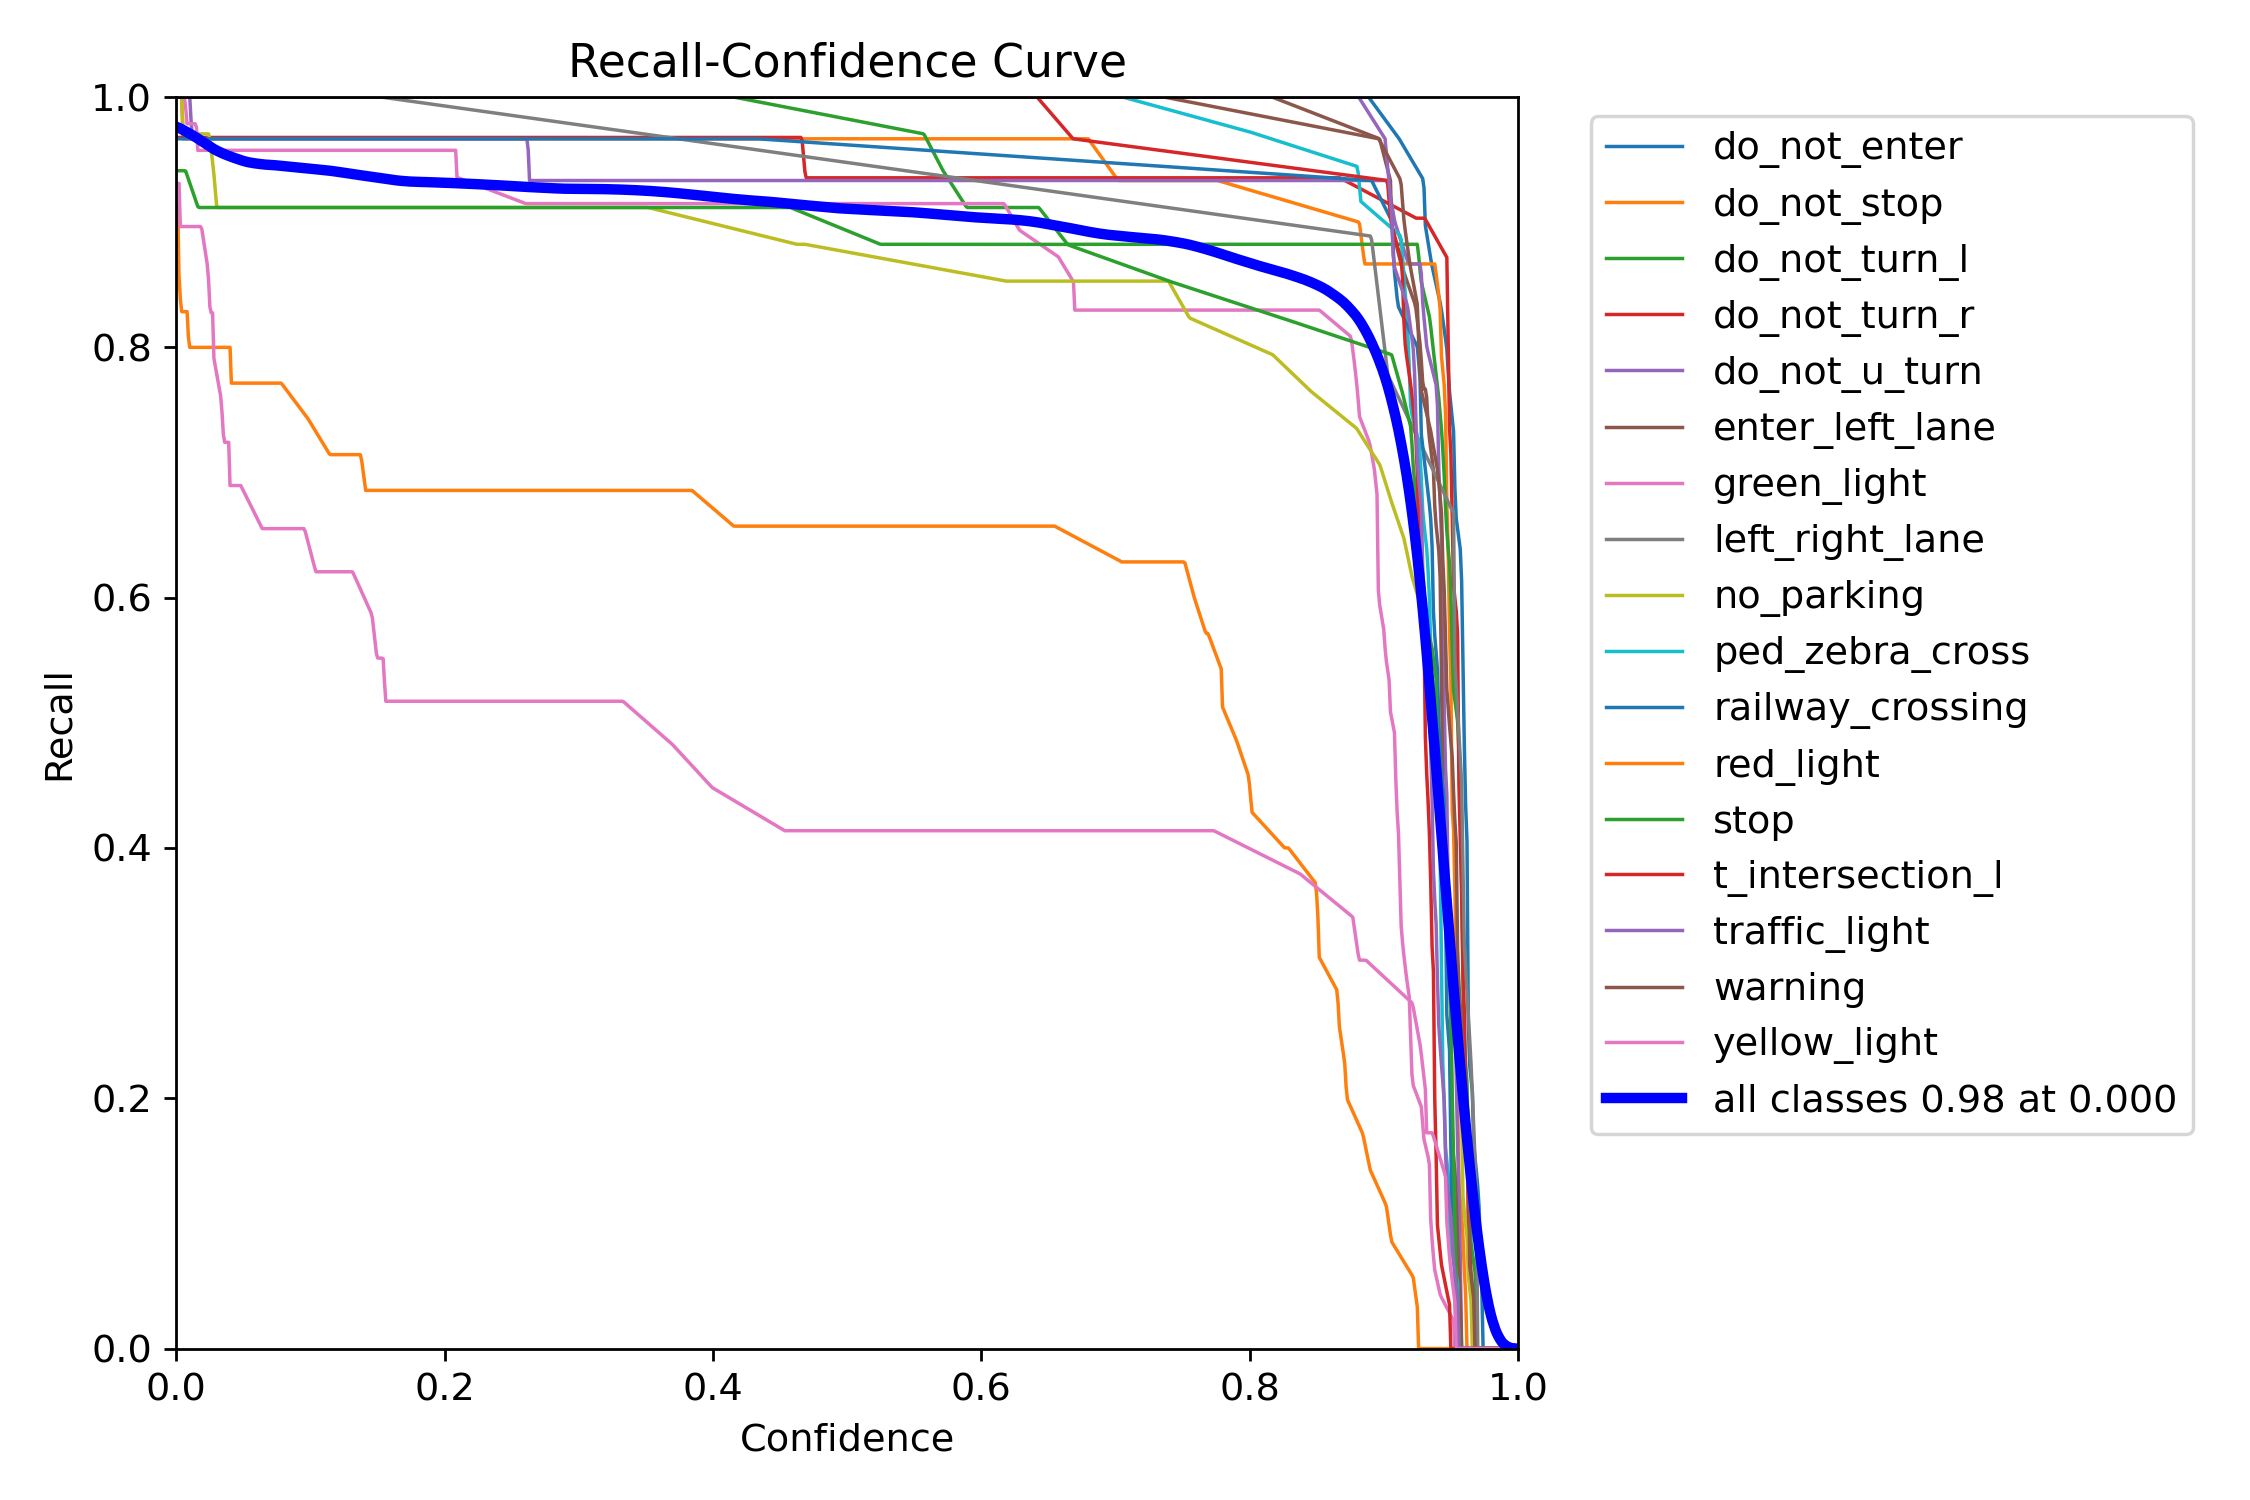 Recall-Confidence Curve
1.0
0.8
0.6
0.4
0.2
0.0
Recall
0.0 0.2 0.4 0.6 0.8 1.0
Confidence
do_not_enter
do_not_stop
do_not_turn_l
do_not_turn_r
do_not_u_turn
enter_left_lane
green_light
left_right_lane
no_parking
ped_zebra_cross
railway_crossing
red_light
stop
t_intersection_l
traffic_light
warning
yellow_light
all classes 0.98 at 0.000